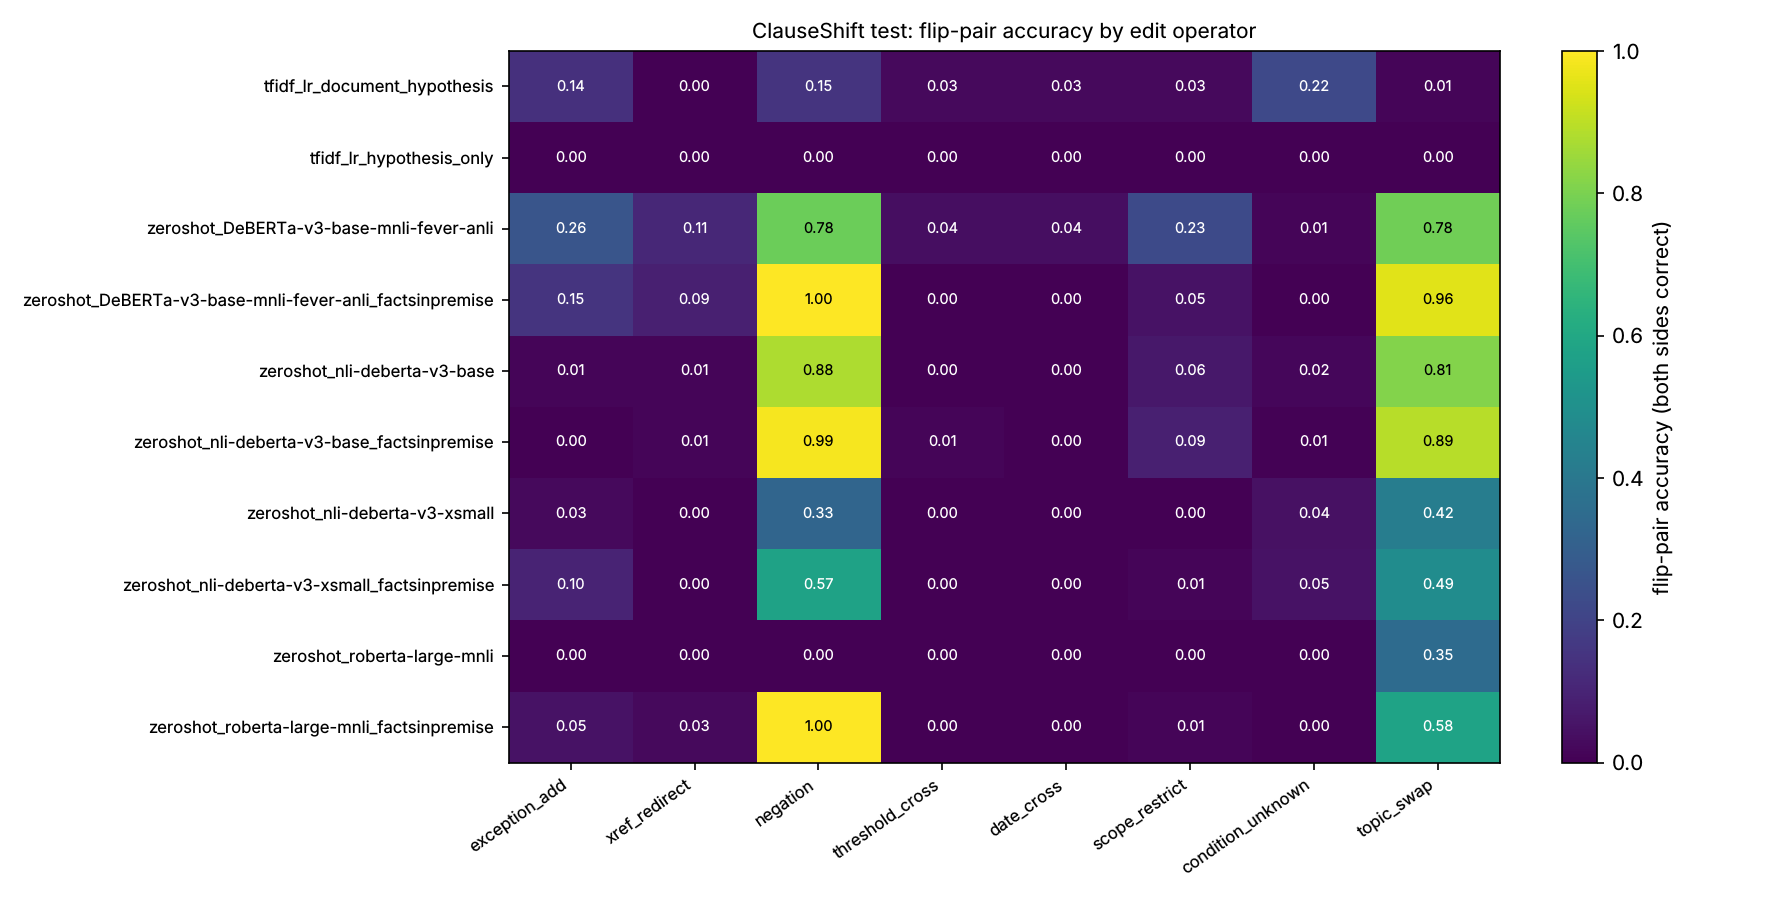 ClauseShift test: flip-pair accuracy by edit operator
tfidf_lr_document_hypothesis 0.14 0.00 0.15 0.03 0.03 0.03 0.22 0.01
tfidf_lr_hypothesis_only 0.00 0.00 0.00 0.00 0.00 0.00 0.00 0.00
zeroshot_DeBERTa-v3-base-mnli-fever-anli 0.26 0.11 0.78 0.04 0.04 0.23 0.01 0.78
zeroshot_DeBERTa-v3-base-mnli-fever-anli_factsinpremise 0.15 0.09 1.00 0.00 0.00 0.05 0.00 0.96
zeroshot_nli-deberta-v3-base 0.01 0.01 0.88 0.00 0.00 0.06 0.02 0.81
zeroshot_nli-deberta-v3-base_factsinpremise 0.00 0.01 0.99 0.01 0.00 0.09 0.01 0.89
zeroshot_nli-deberta-v3-xsmall 0.03 0.00 0.33 0.00 0.00 0.00 0.04 0.42
zeroshot_nli-deberta-v3-xsmall_factsinpremise 0.10 0.00 0.57 0.00 0.00 0.01 0.05 0.49
zeroshot_roberta-large-mnli 0.00 0.00 0.00 0.00 0.00 0.00 0.00 0.35
zeroshot_roberta-large-mnli_factsinpremise 0.05 0.03 1.00 0.00 0.00 0.01 0.00 0.58
exception_add xref_redirect negation threshold_cross date_cross scope_restrict condition_unknown topic_swap
1.0
0.8
0.6
0.4
0.2
0.0
flip-pair accuracy (both sides correct)